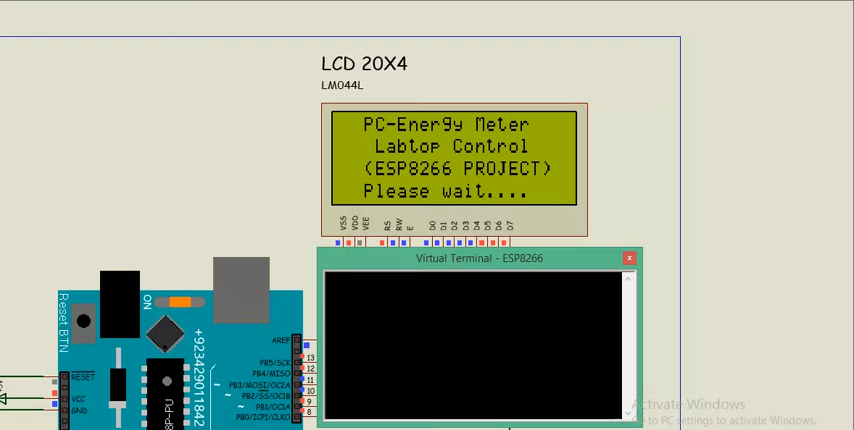 LCD 20X4
LM044L
PC-Energy Meter
Labtop Control
(ESP8266 PROJECT)
Please wait....
VSS
VDD
VEE
RS
RW
E
D0
D1
D2
D3
D4
D5
D6
D7
Virtual Terminal - ESP8266
x
Reset BTN
ON
+923429011842
AREF
PB5/SCK
13
PB4/MISO
12
PB3/MOSI/OC2A
11
PB2/SS/OC1B
10
PB1/OC1A
9
PB0/ICP1/CLKO
8
RESET
VCC
GND
8P-PU
Activate Windows
Go to PC settings to activate Windows.